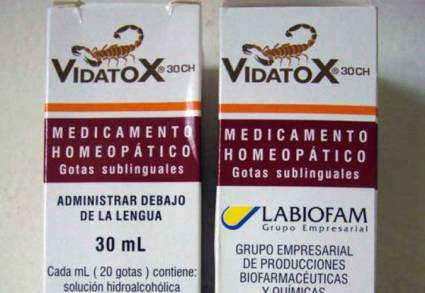 VIDATOX® 30CH
MEDICAMENTO
HOMEOPÁTICO
Gotas sublinguales
ADMINISTRAR DEBAJO
DE LA LENGUA
30 mL
Cada mL ( 20 gotas ) contiene:
solución hidroalcohólica
VIDATOX® 30CH
MEDICAMENTO
HOMEOPÁTICO
Gotas sublinguales
LABIOFAM
Grupo Empresarial
GRUPO EMPRESARIAL
DE PRODUCCIONES
BIOFARMACÉUTICAS
Y QUÍMICAS